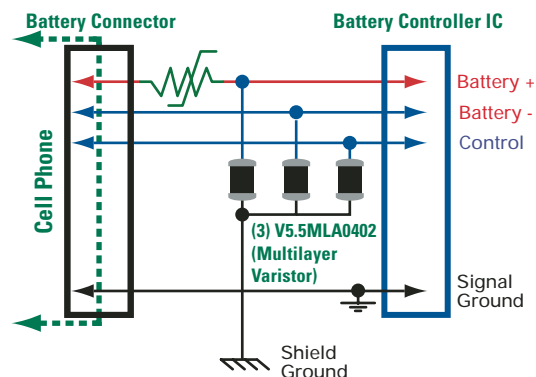 Battery Connector
Battery Controller IC
Battery +
Battery -
Control
Cell Phone
(3) V5.5MLA0402
(Multilayer
Varistor)
Signal
Ground
Shield
Ground